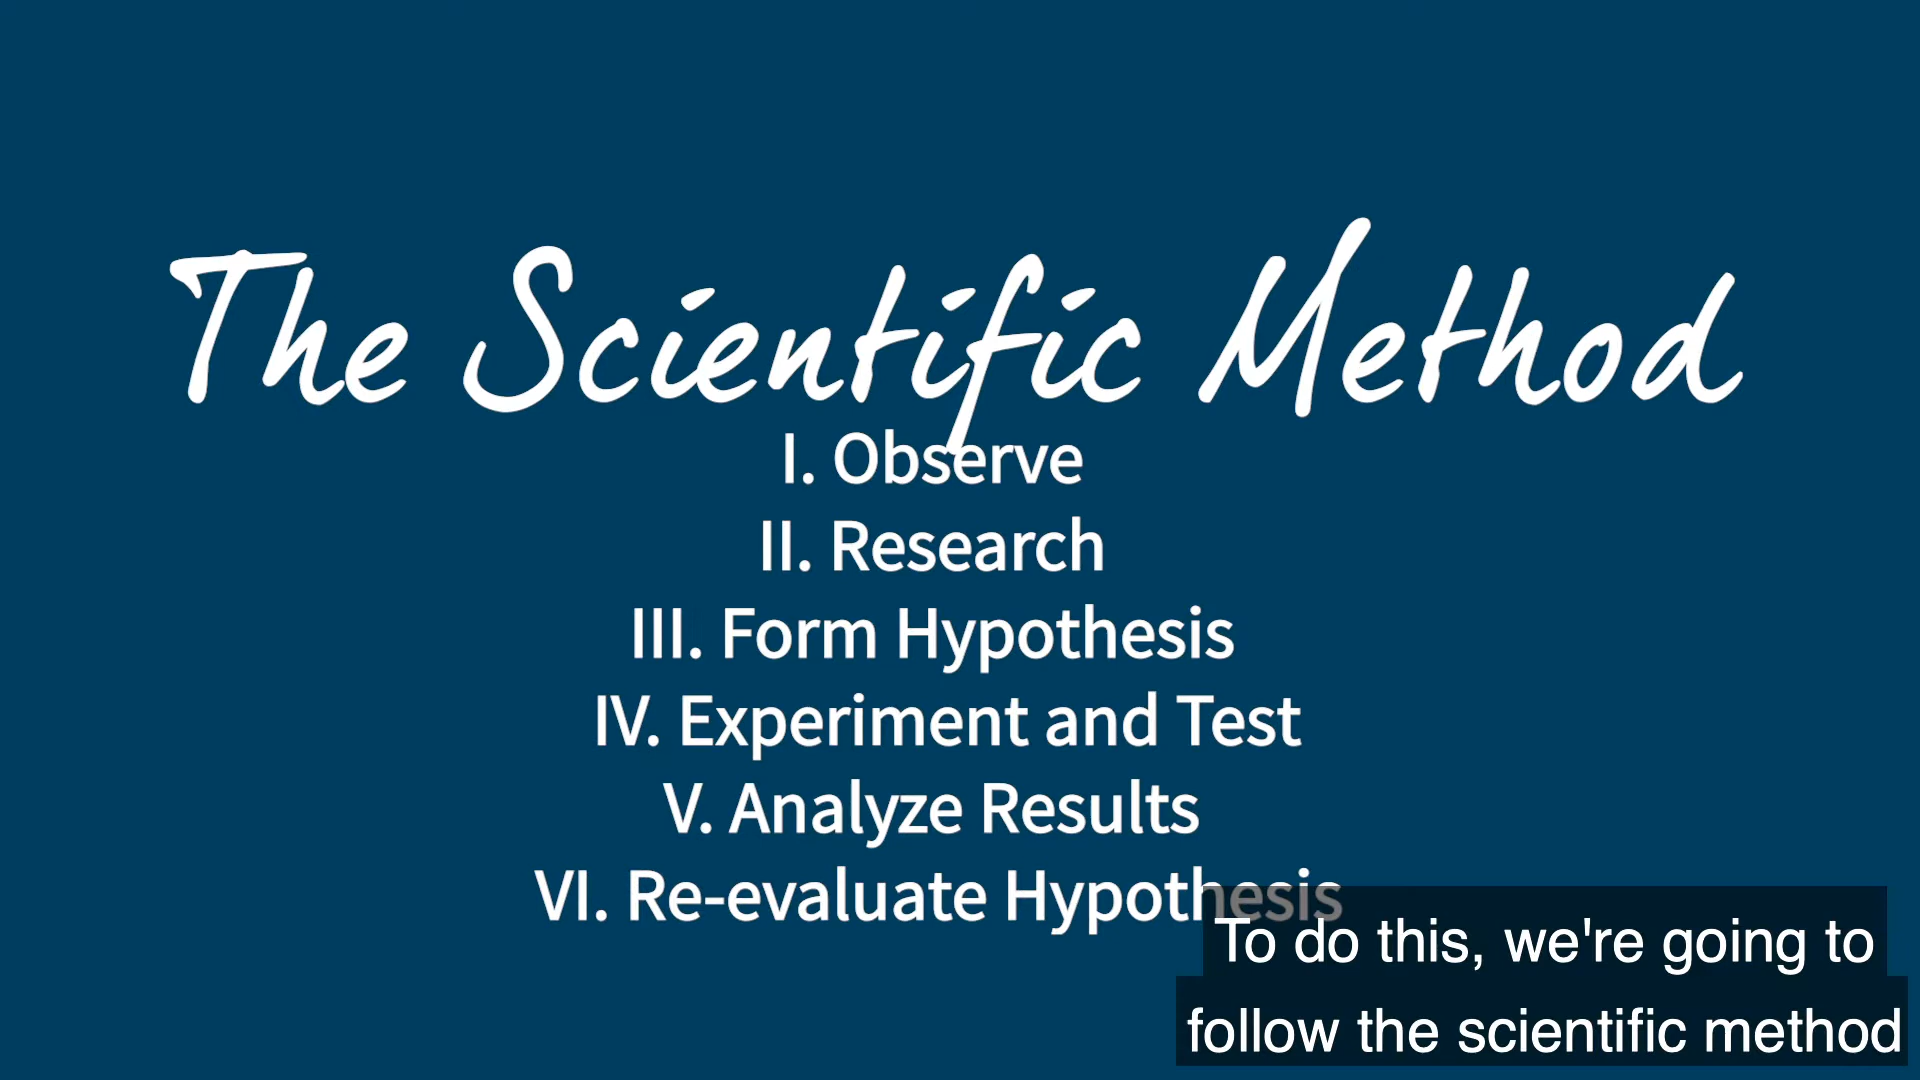 The Scientific Method
I. Observe
II. Research
III. Form Hypothesis
IV. Experiment and Test
V. Analyze Results
VI. Re-evaluate Hypothesis
To do this, we're going to
follow the scientific method